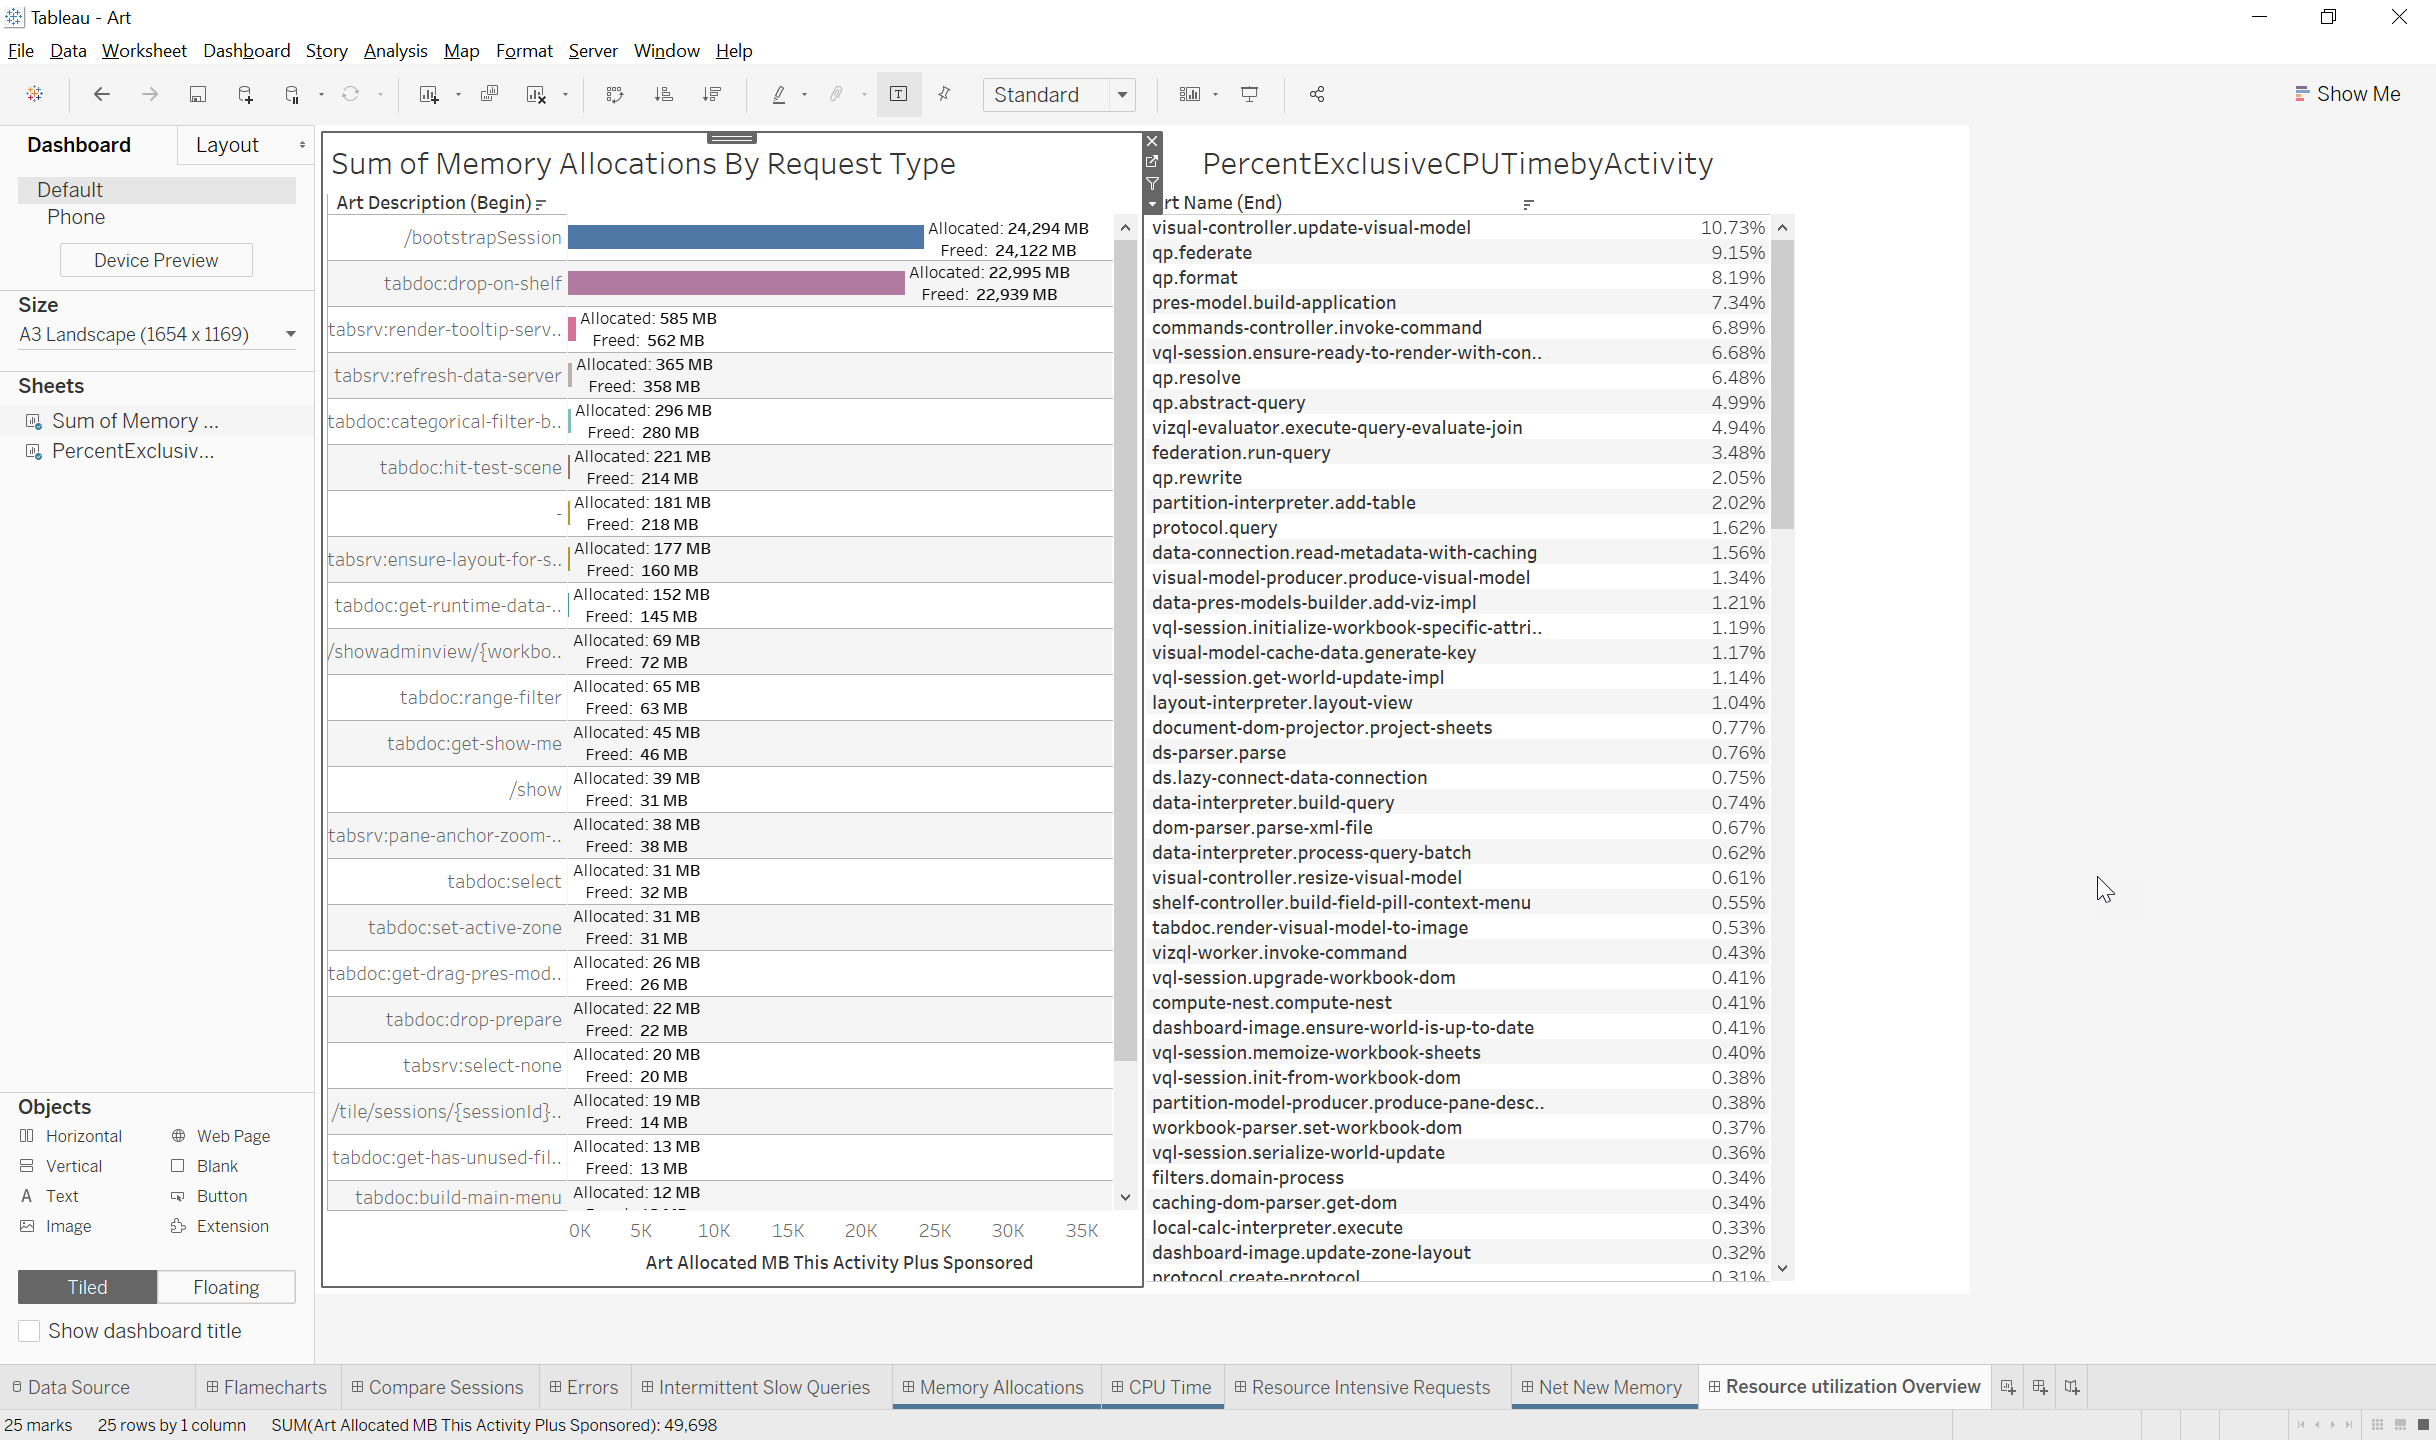 Tableau - Art
File Data Worksheet Dashboard Story Analysis Map Format Server Window Help
Standard
Show Me
Dashboard Layout
Default
Phone
Device Preview
Size
A3 Landscape (1654 x 1169)
Sheets
Sum of Memory ...
PercentExclusiv...
Objects
Horizontal Web Page
Vertical Blank
Text Button
Image Extension
Tiled Floating
Show dashboard title
Sum of Memory Allocations By Request Type
Art Description (Begin)
/bootstrapSession Allocated: 24,294 MB
Freed: 24,122 MB
tabdoc:drop-on-shelf Allocated: 22,995 MB
Freed: 22,939 MB
tabsrv:render-tooltip-serv.. Allocated: 585 MB
Freed: 562 MB
tabsrv:refresh-data-server Allocated: 365 MB
Freed: 358 MB
tabdoc:categorical-filter-b.. Allocated: 296 MB
Freed: 280 MB
tabdoc:hit-test-scene Allocated: 221 MB
Freed: 214 MB
- Allocated: 181 MB
Freed: 218 MB
tabsrv:ensure-layout-for-s.. Allocated: 177 MB
Freed: 160 MB
tabdoc:get-runtime-data-.. Allocated: 152 MB
Freed: 145 MB
/showadminview/{workbo.. Allocated: 69 MB
Freed: 72 MB
tabdoc:range-filter Allocated: 65 MB
Freed: 63 MB
tabdoc:get-show-me Allocated: 45 MB
Freed: 46 MB
/show Allocated: 39 MB
Freed: 31 MB
tabsrv:pane-anchor-zoom-.. Allocated: 38 MB
Freed: 38 MB
tabdoc:select Allocated: 31 MB
Freed: 32 MB
tabdoc:set-active-zone Allocated: 31 MB
Freed: 31 MB
tabdoc:get-drag-pres-mod.. Allocated: 26 MB
Freed: 26 MB
tabdoc:drop-prepare Allocated: 22 MB
Freed: 22 MB
tabsrv:select-none Allocated: 20 MB
Freed: 20 MB
/tile/sessions/{sessionId}.. Allocated: 19 MB
Freed: 14 MB
tabdoc:get-has-unused-fil.. Allocated: 13 MB
Freed: 13 MB
tabdoc:build-main-menu Allocated: 12 MB
0K 5K 10K 15K 20K 25K 30K 35K
Art Allocated MB This Activity Plus Sponsored
PercentExclusiveCPUTimebyActivity
rt Name (End)
visual-controller.update-visual-model 10.73%
qp.federate 9.15%
qp.format 8.19%
pres-model.build-application 7.34%
commands-controller.invoke-command 6.89%
vql-session.ensure-ready-to-render-with-con.. 6.68%
qp.resolve 6.48%
qp.abstract-query 4.99%
vizql-evaluator.execute-query-evaluate-join 4.94%
federation.run-query 3.48%
qp.rewrite 2.05%
partition-interpreter.add-table 2.02%
protocol.query 1.62%
data-connection.read-metadata-with-caching 1.56%
visual-model-producer.produce-visual-model 1.34%
data-pres-models-builder.add-viz-impl 1.21%
vql-session.initialize-workbook-specific-attri.. 1.19%
visual-model-cache-data.generate-key 1.17%
vql-session.get-world-update-impl 1.14%
layout-interpreter.layout-view 1.04%
document-dom-projector.project-sheets 0.77%
ds-parser.parse 0.76%
ds.lazy-connect-data-connection 0.75%
data-interpreter.build-query 0.74%
dom-parser.parse-xml-file 0.67%
data-interpreter.process-query-batch 0.62%
visual-controller.resize-visual-model 0.61%
shelf-controller.build-field-pill-context-menu 0.55%
tabdoc.render-visual-model-to-image 0.53%
vizql-worker.invoke-command 0.43%
vql-session.upgrade-workbook-dom 0.41%
compute-nest.compute-nest 0.41%
dashboard-image.ensure-world-is-up-to-date 0.41%
vql-session.memoize-workbook-sheets 0.40%
vql-session.init-from-workbook-dom 0.38%
partition-model-producer.produce-pane-desc.. 0.38%
workbook-parser.set-workbook-dom 0.37%
vql-session.serialize-world-update 0.36%
filters.domain-process 0.34%
caching-dom-parser.get-dom 0.34%
local-calc-interpreter.execute 0.33%
dashboard-image.update-zone-layout 0.32%
protocol.create-protocol 0.31%
Data Source Flamecharts Compare Sessions Errors Intermittent Slow Queries Memory Allocations CPU Time Resource Intensive Requests Net New Memory Resource utilization Overview
25 marks 25 rows by 1 column SUM(Art Allocated MB This Activity Plus Sponsored): 49,698